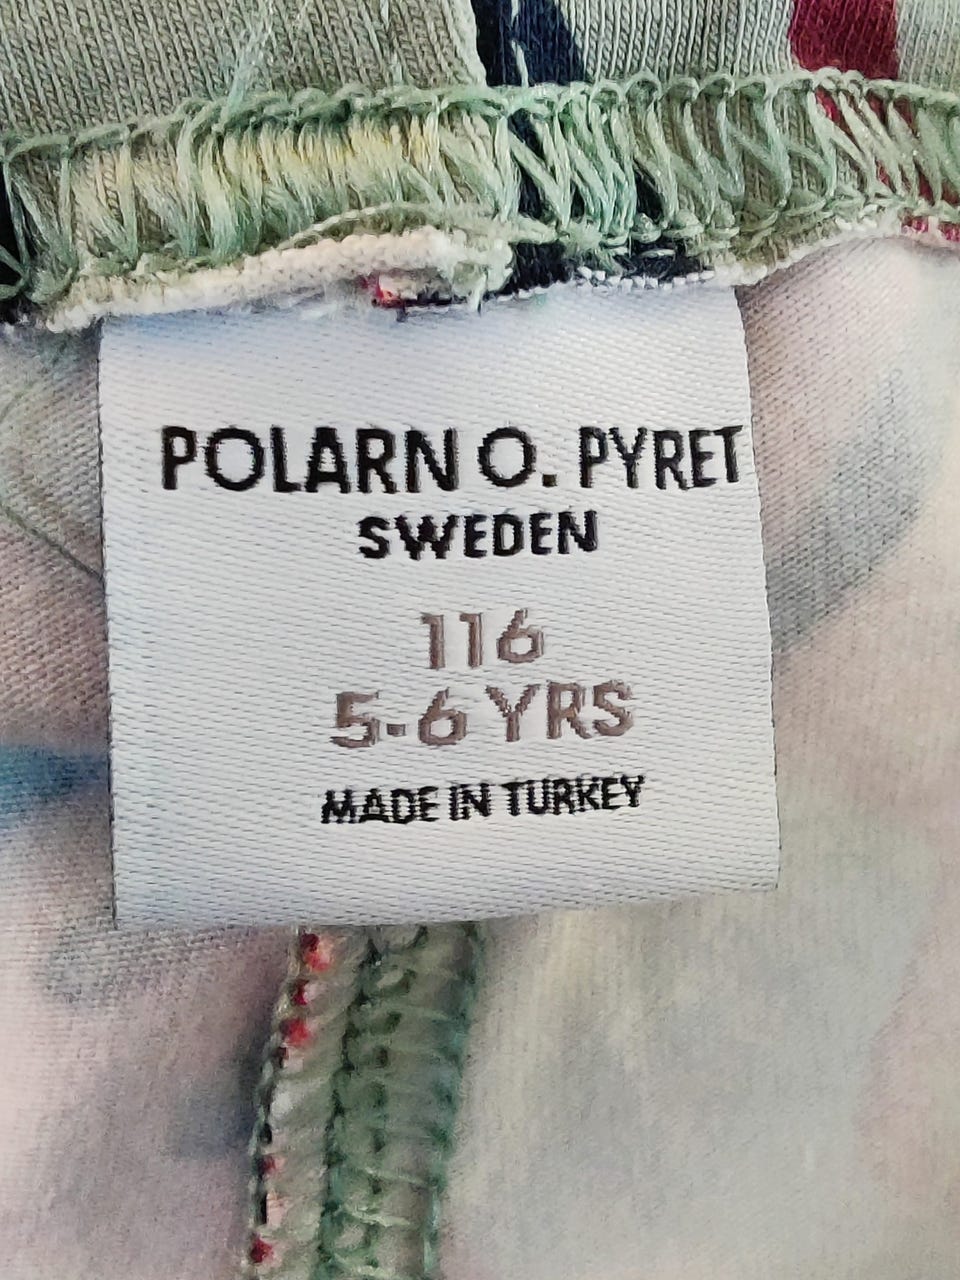 POLARN O. PYRET
SWEDEN
116
5-6 YRS
MADE IN TURKEY